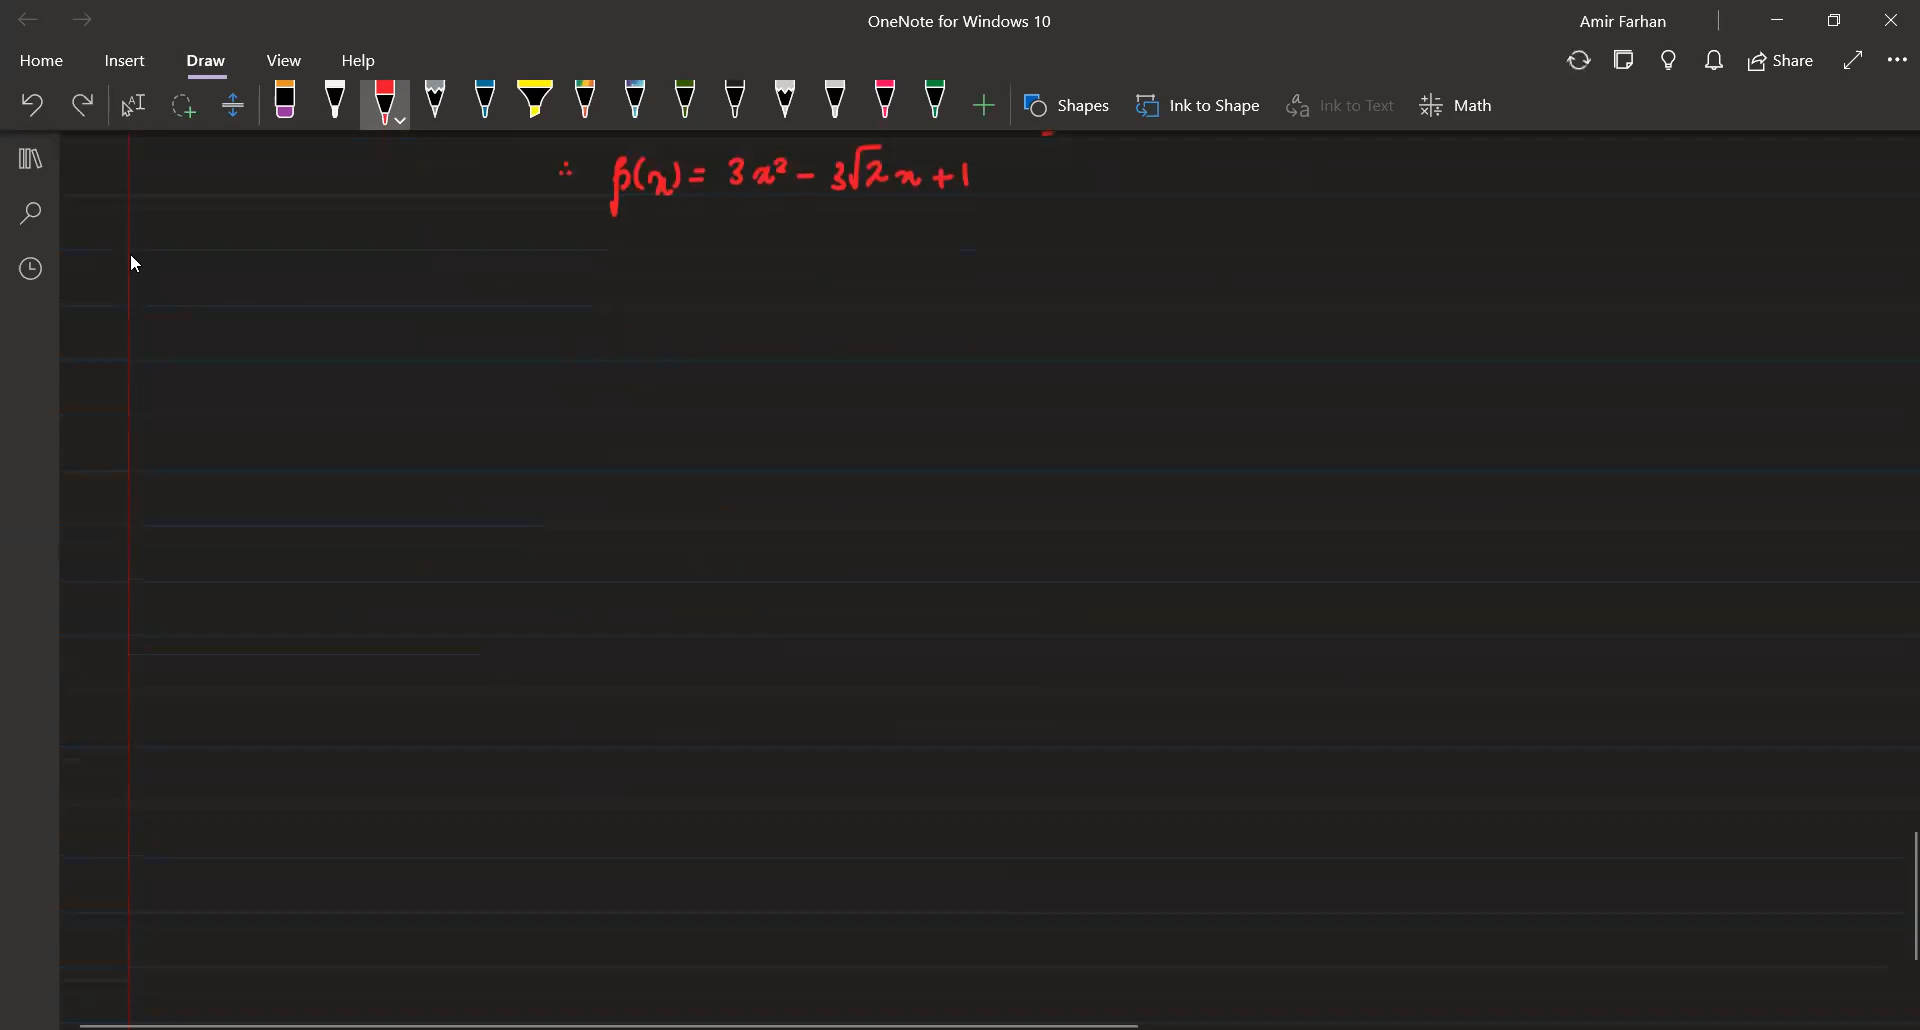 OneNote for Windows 10
Amir Farhan
Home Insert Draw View Help
Share
Shapes Ink to Shape Ink to Text Math
∴ p(x) = 3x² - 3√2x + 1